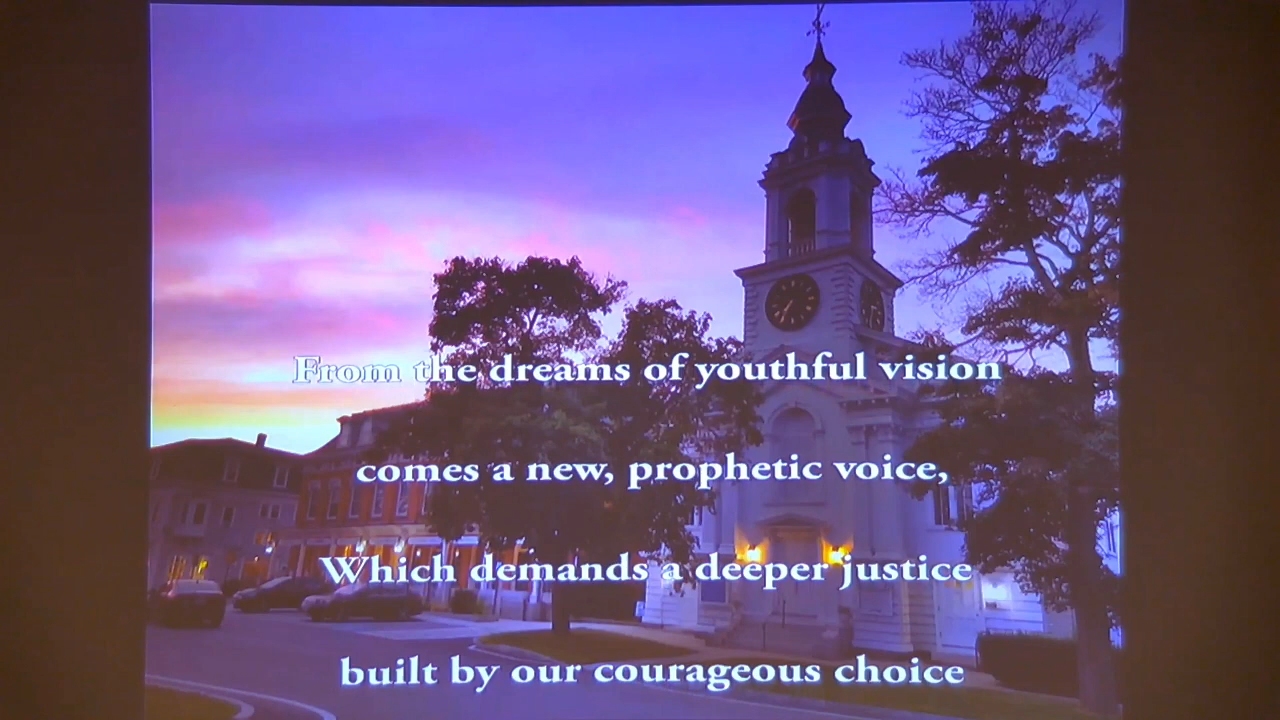 From the dreams of youthful vision
comes a new, prophetic voice,
Which demands a deeper justice
built by our courageous choice